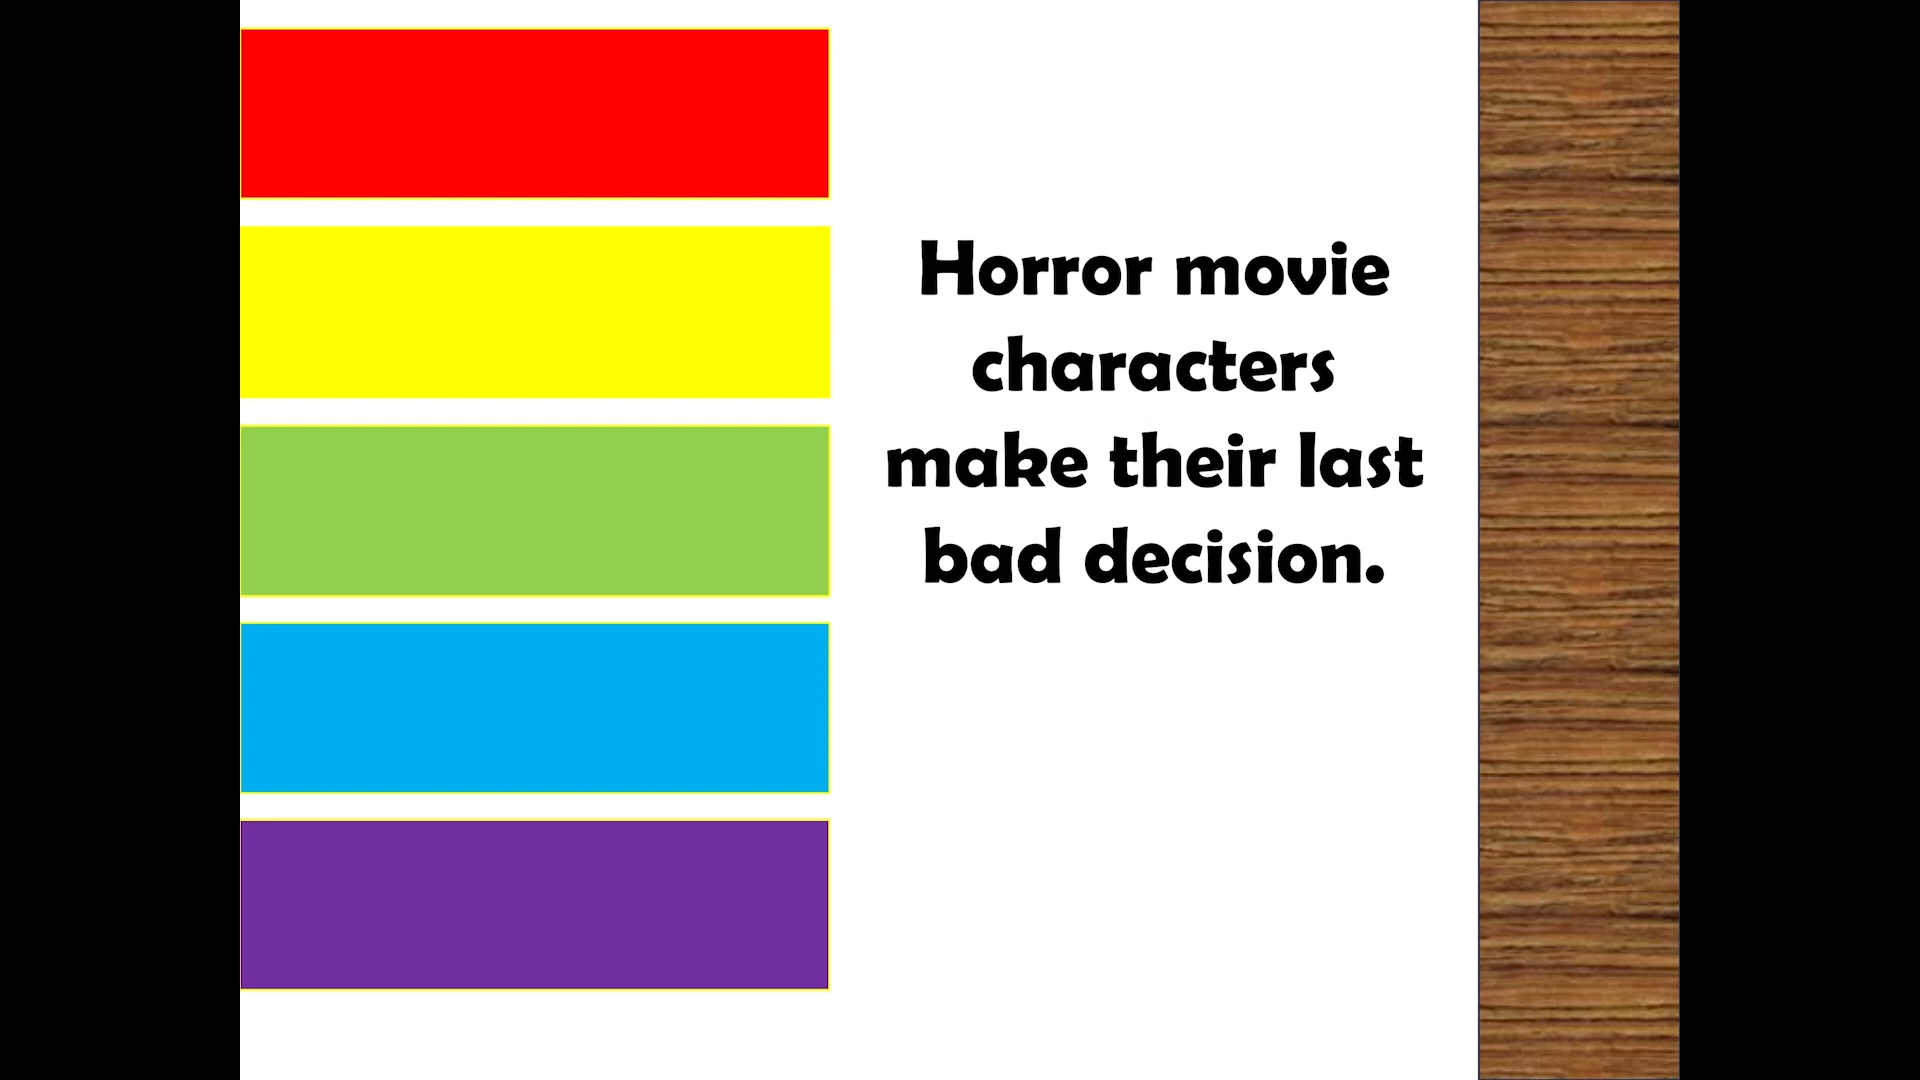 Horror movie
characters
make their last
bad decision.